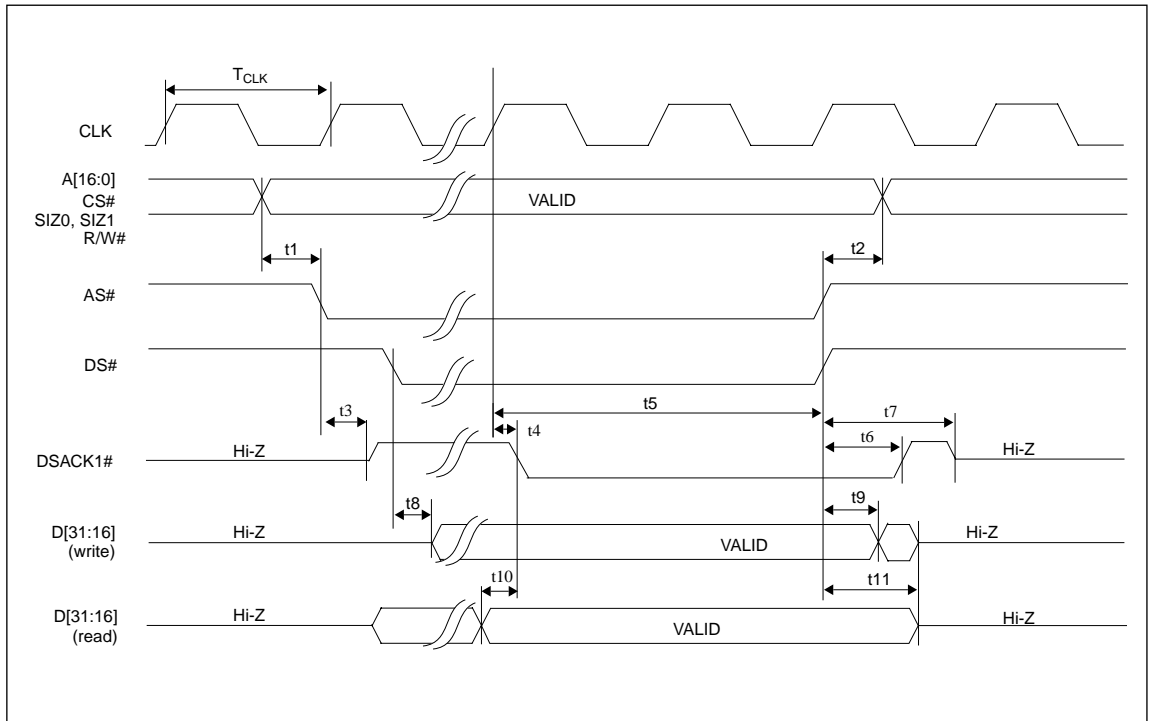 TCLK
CLK
A[16:0]
CS#
SIZ0, SIZ1
R/W#
VALID
t1
t2
AS#
DS#
t3
t4
t5
t6
t7
DSACK1#
Hi-Z
Hi-Z
t8
t9
D[31:16]
(write)
Hi-Z
VALID
Hi-Z
t10
t11
D[31:16]
(read)
Hi-Z
VALID
Hi-Z